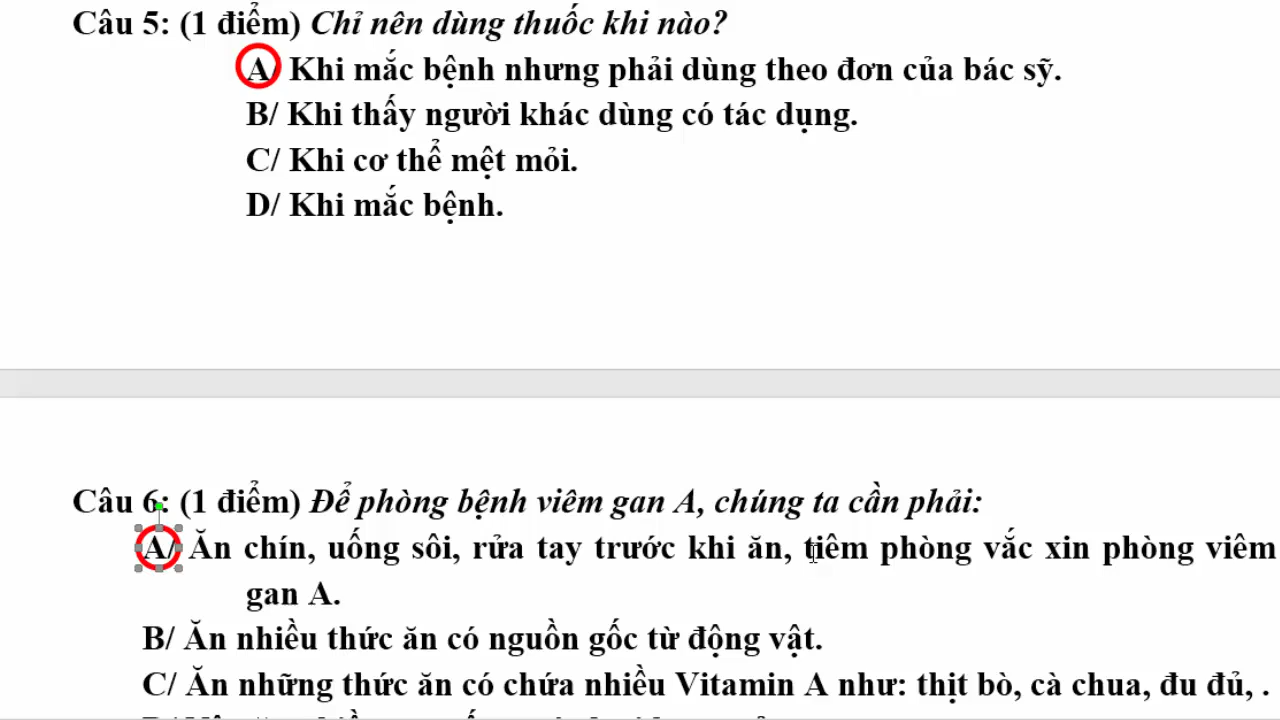 Câu 5: (1 điểm) Chỉ nên dùng thuốc khi nào?
A/ Khi mắc bệnh nhưng phải dùng theo đơn của bác sỹ.
B/ Khi thấy người khác dùng có tác dụng.
C/ Khi cơ thể mệt mỏi.
D/ Khi mắc bệnh.
Câu 6: (1 điểm) Để phòng bệnh viêm gan A, chúng ta cần phải:
A/ Ăn chín, uống sôi, rửa tay trước khi ăn, tiêm phòng vắc xin phòng viêm
gan A.
B/ Ăn nhiều thức ăn có nguồn gốc từ động vật.
C/ Ăn những thức ăn có chứa nhiều Vitamin A như: thịt bò, cà chua, đu đủ, .